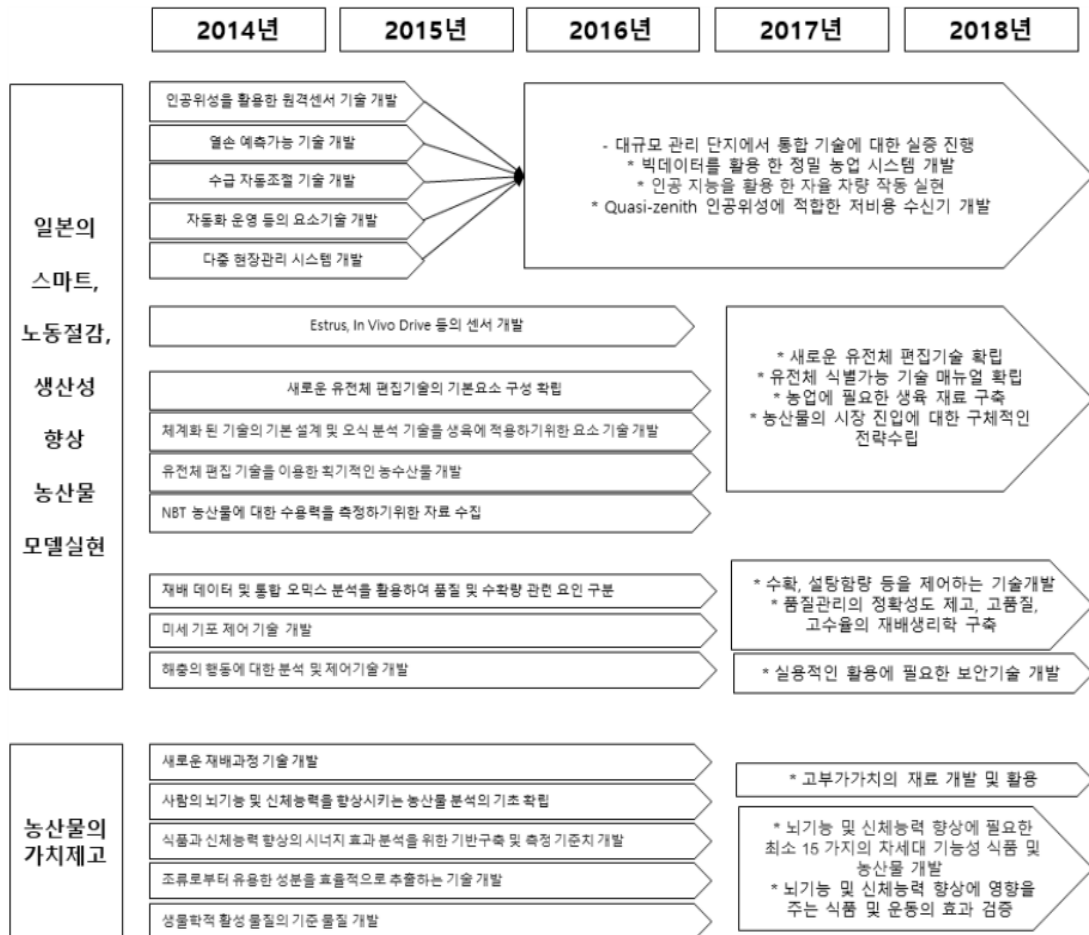 2014년
2015년
2016년
2017년
2018년
일본의
스마트,
노동절감,
생산성
향상
농산물
모델실현
인공위성을 활용한 원격센서 기술 개발
열손 예측가능 기술 개발
수급 자동조절 기술 개발
자동화 운영 등의 요소기술 개발
다중 현장관리 시스템 개발
- 대규모 관리 단지에서 통합 기술에 대한 실증 진행
* 빅데이터를 활용 한 정밀 농업 시스템 개발
* 인공 지능을 활용 한 자율 차량 작동 실현
* Quasi-zenith 인공위성에 적합한 저비용 수신기 개발
Estrus, In Vivo Drive 등의 센서 개발
새로운 유전체 편집기술의 기본요소 구성 확립
체계화 된 기술의 기본 설계 및 오식 분석 기술을 생육에 적용하기위한 요소 기술 개발
유전체 편집 기술을 이용한 획기적인 농수산물 개발
NBT 농산물에 대한 수용력을 측정하기위한 자료 수집
* 새로운 유전체 편집기술 확립
* 유전체 식별가능 기술 매뉴얼 확립
* 농업에 필요한 생육 재료 구축
* 농산물의 시장 진입에 대한 구체적인
전략수립
재배 데이터 및 통합 오믹스 분석을 활용하여 품질 및 수확량 관련 요인 구분
미세 기포 제어 기술 개발
해충의 행동에 대한 분석 및 제어기술 개발
* 수확, 설탕함량 등을 제어하는 기술개발
* 품질관리의 정확성도 제고, 고품질,
고수율의 재배생리학 구축
* 실용적인 활용에 필요한 보안기술 개발
농산물의
가치제고
새로운 재배과정 기술 개발
사람의 뇌기능 및 신체능력을 향상시키는 농산물 분석의 기초 확립
식품과 신체능력 향상의 시너지 효과 분석을 위한 기반구축 및 측정 기준치 개발
조류로부터 유용한 성분을 효율적으로 추출하는 기술 개발
생물학적 활성 물질의 기준 물질 개발
* 고부가가치의 재료 개발 및 활용
* 뇌기능 및 신체능력 향상에 필요한
최소 15 가지의 차세대 기능성 식품 및
농산물 개발
* 뇌기능 및 신체능력 향상에 영향을
주는 식품 및 운동의 효과 검증